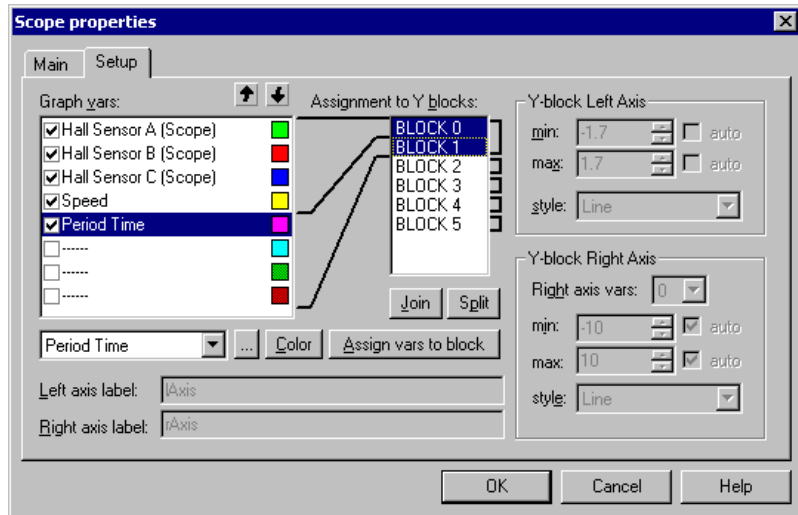 Scope properties
Main
Setup
Graph vars:
Hall Sensor A (Scope)
Hall Sensor B (Scope)
Hall Sensor C (Scope)
Speed
Period Time
------
------
------
Assignment to Y blocks:
BLOCK 0
BLOCK 1
BLOCK 2
BLOCK 3
BLOCK 4
BLOCK 5
Join
Split
Period Time
...
Color
Assign vars to block
Left axis label:
lAxis
Right axis label:
rAxis
Y-block Left Axis
min:
-1.7
auto
max:
1.7
auto
style:
Line
Y-block Right Axis
Right axis vars:
0
min:
-10
auto
max:
10
auto
style:
Line
OK
Cancel
Help